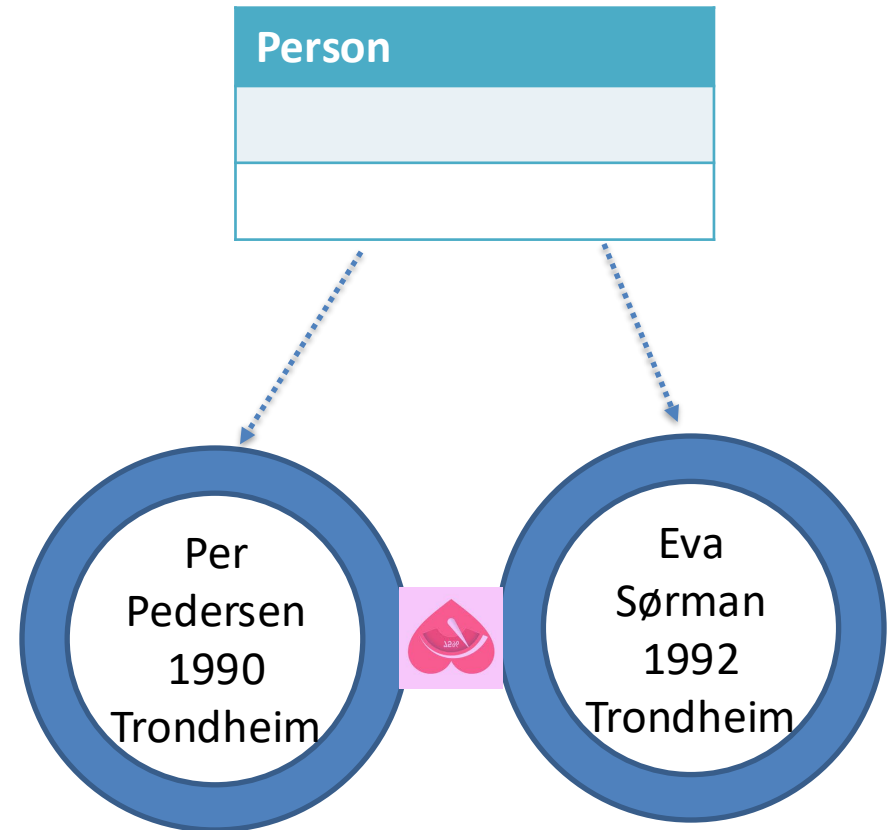 Person
Per
Pedersen
1990
Trondheim
Eva
Sørman
1992
Trondheim